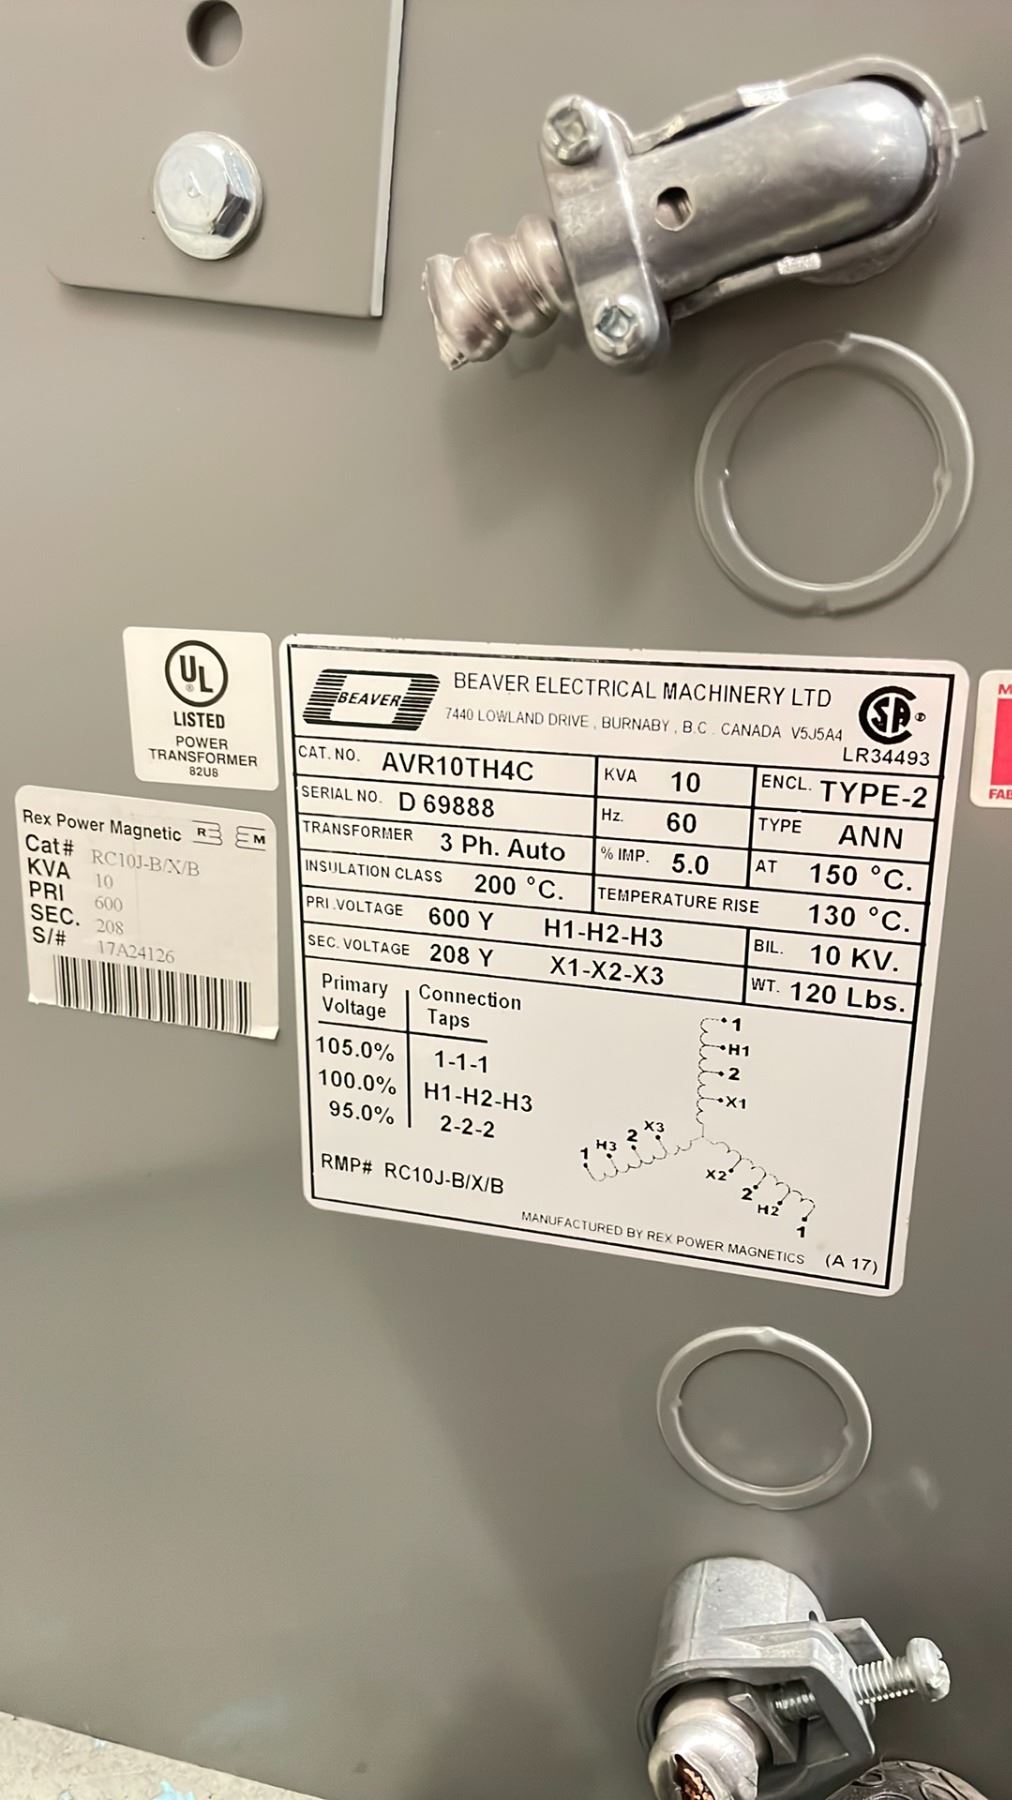 UL
LISTED
POWER
TRANSFORMER
82U8
Rex Power Magnetic
Cat# RC10J-B/X/B
KVA 10
PRI 600
SEC. 208
S/# 17A24126
BEAVER
BEAVER ELECTRICAL MACHINERY LTD
7440 LOWLAND DRIVE, BURNABY, B.C. CANADA V5J5A4
LR34493
CAT. NO. AVR10TH4C
KVA 10
ENCL. TYPE-2
SERIAL NO. D 69888
Hz. 60
TYPE ANN
TRANSFORMER 3 Ph. Auto
% IMP. 5.0
AT 150 °C.
INSULATION CLASS 200 °C.
TEMPERATURE RISE 130 °C.
PRI.VOLTAGE 600 Y H1-H2-H3
BIL. 10 KV.
SEC. VOLTAGE 208 Y X1-X2-X3
WT. 120 Lbs.
Primary Voltage
Connection Taps
105.0% 1-1-1
100.0% H1-H2-H3
95.0% 2-2-2
1
H1
2
X1
1 H3 2 X3
X2 2 H2 1
RMP# RC10J-B/X/B
MANUFACTURED BY REX POWER MAGNETICS (A 17)